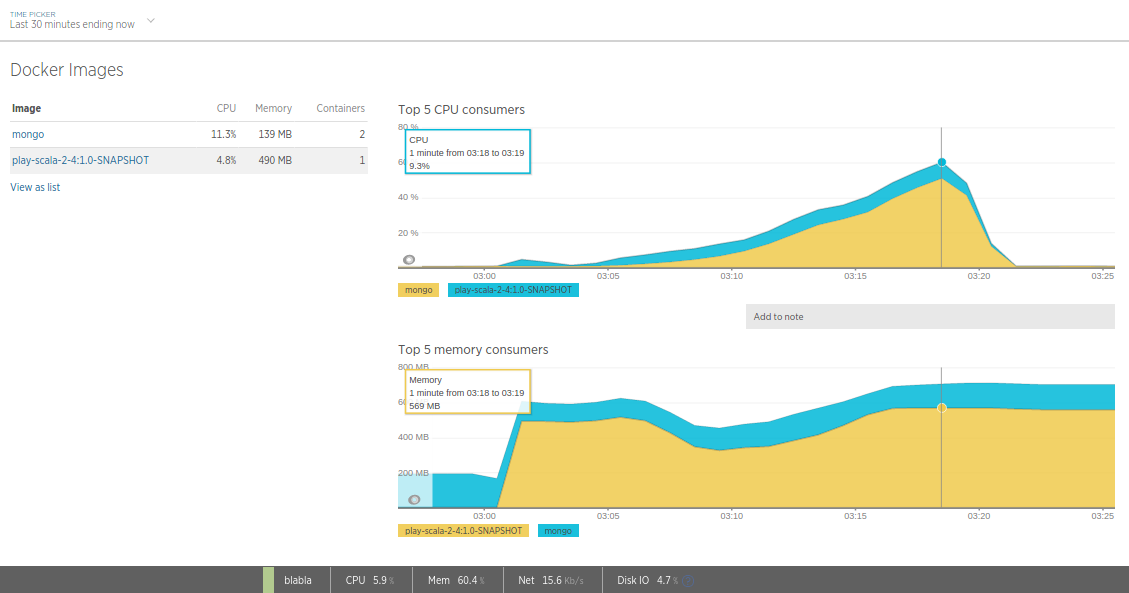 TIME PICKER
Last 30 minutes ending now
Docker Images
Image CPU Memory Containers
mongo 11.3% 139 MB 2
play-scala-2-4:1.0-SNAPSHOT 4.8% 490 MB 1
View as list
Top 5 CPU consumers
80 %
CPU
1 minute from 03:18 to 03:19
9.3%
40 %
20 %
03:00 03:05 03:10 03:15 03:20 03:25
mongo play-scala-2-4:1.0-SNAPSHOT
Add to note
Top 5 memory consumers
800 MB
Memory
1 minute from 03:18 to 03:19
569 MB
400 MB
200 MB
03:00 03:05 03:10 03:15 03:20 03:25
play-scala-2-4:1.0-SNAPSHOT mongo
blabla CPU 5.9 % Mem 60.4 % Net 15.6 Kb/s Disk IO 4.7 %